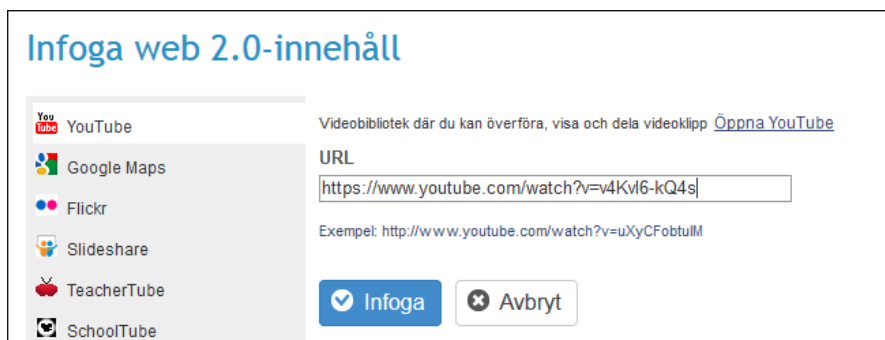 Infoga web 2.0-innehåll
You
Tube
YouTube
Google Maps
Flickr
Slideshare
TeacherTube
SchoolTube
Videobibliotek där du kan överföra, visa och dela videoklipp Öppna YouTube
URL
https://www.youtube.com/watch?v=v4Kvl6-kQ4s
Exempel: http://www.youtube.com/watch?v=uXyCFobtulM
Infoga
Avbryt